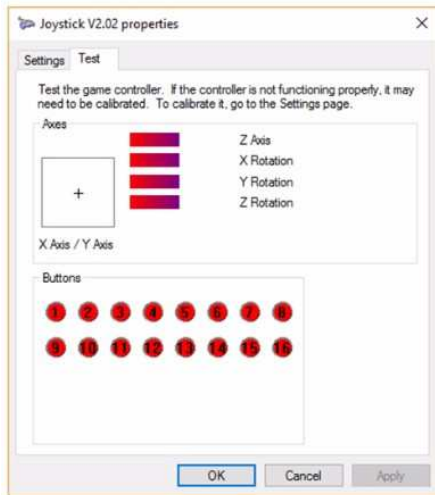 Joystick V2.02 properties
Settings Test
Test the game controller. If the controller is not functioning properly, it may
need to be calibrated. To calibrate it, go to the Settings page.
Axes
Z Axis
X Rotation
Y Rotation
Z Rotation
X Axis / Y Axis
Buttons
1 2 3 4 5 6 7 8
9 10 11 12 13 14 15 16
OK Cancel Apply